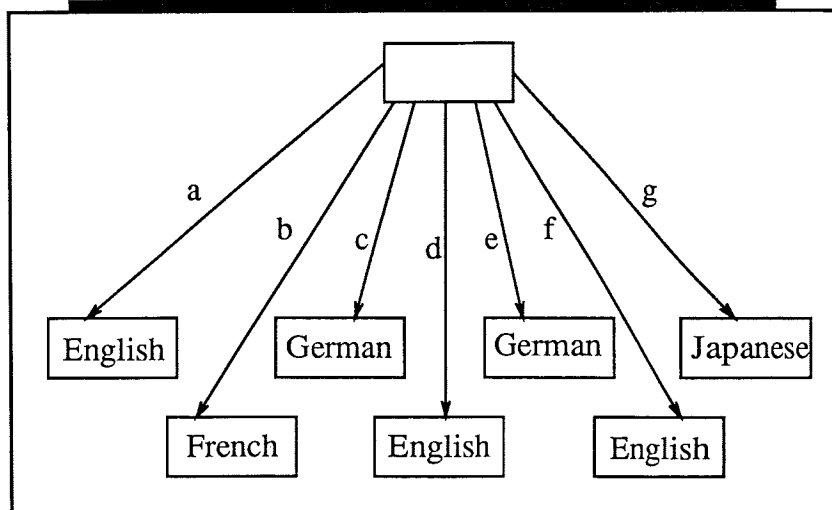 a
b
c
d
e
f
g
English
German
German
Japanese
French
English
English